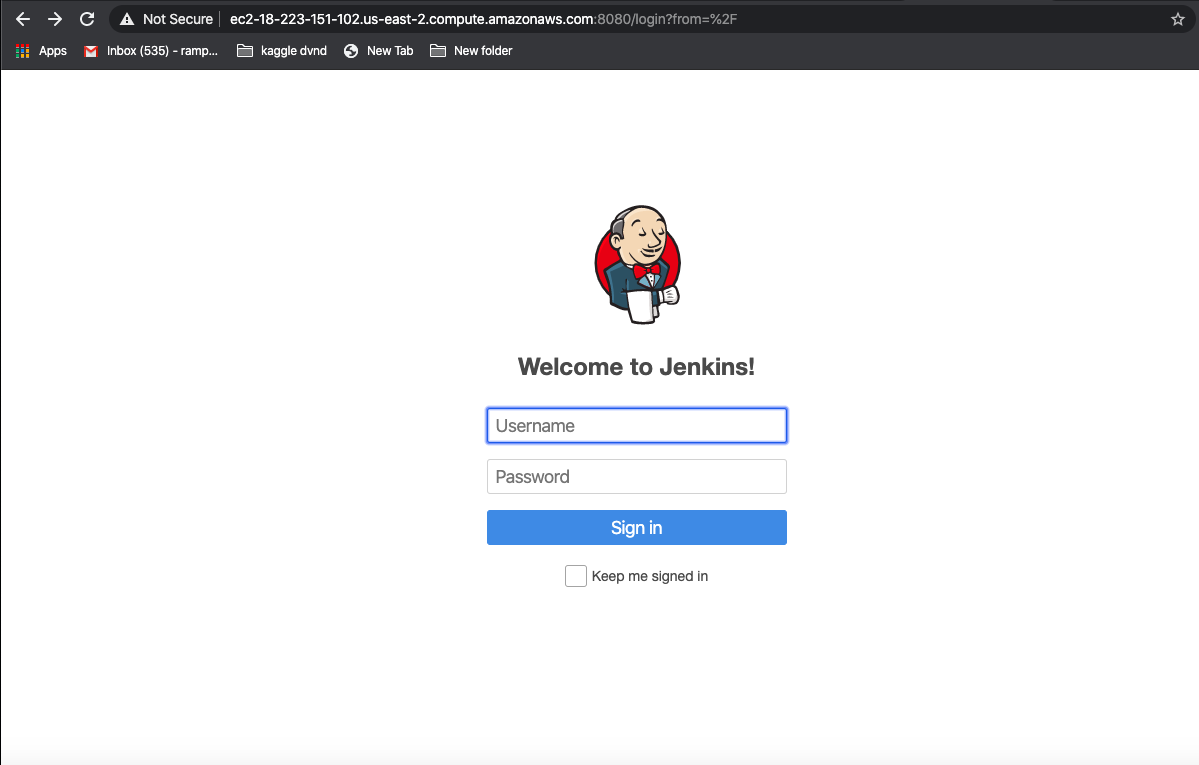 Not Secure ec2-18-223-151-102.us-east-2.compute.amazonaws.com:8080/login?from=%2F
Apps Inbox (535) - ramp... kaggle dvnd New Tab New folder
Welcome to Jenkins!
Username
Password
Sign in
Keep me signed in